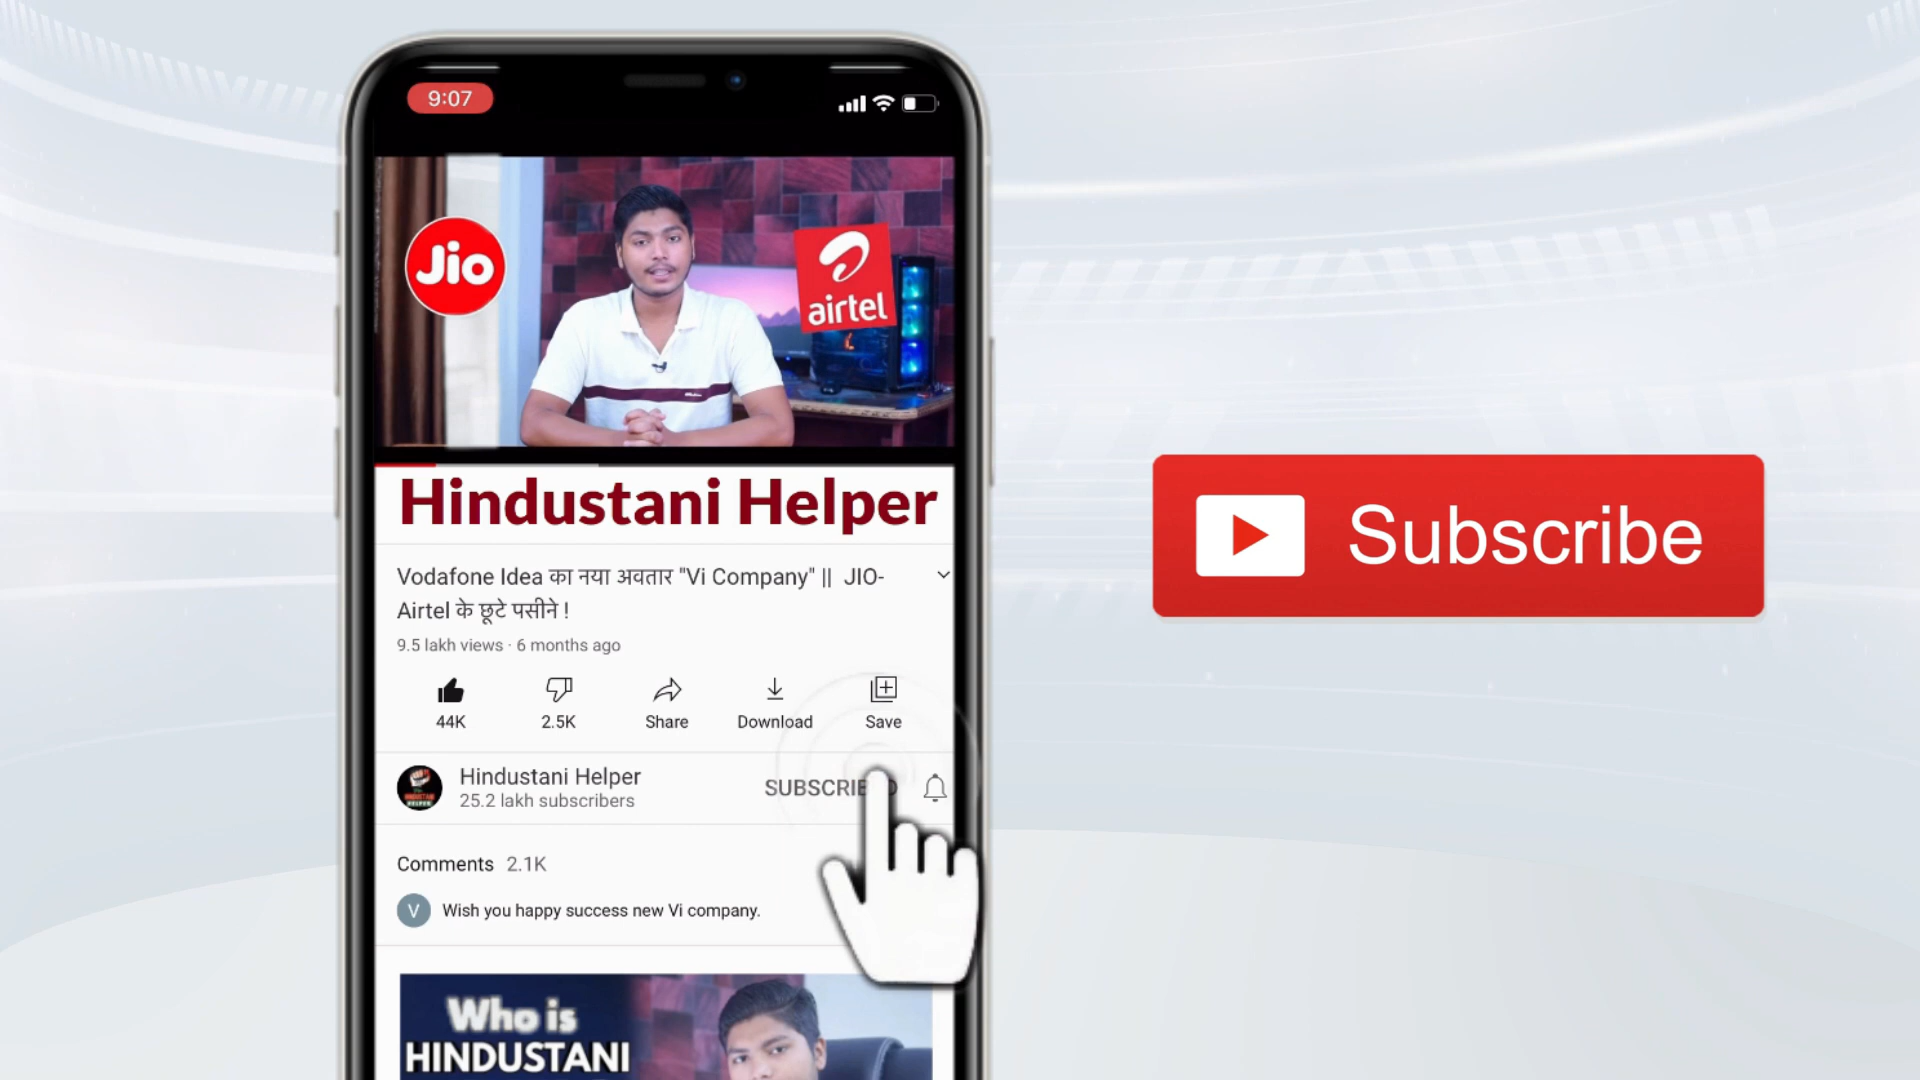 9:07
Jio
airtel
Hindustani Helper
Vodafone Idea का नया अवतार "Vi Company" || JIO-
Airtel के छूटे पसीने !
9.5 lakh views · 6 months ago
44K
2.5K
Share
Download
Save
Hindustani Helper
25.2 lakh subscribers
SUBSCRIBED
Comments 2.1K
V
Wish you happy success new Vi company.
Who is
HINDUSTANI
Subscribe